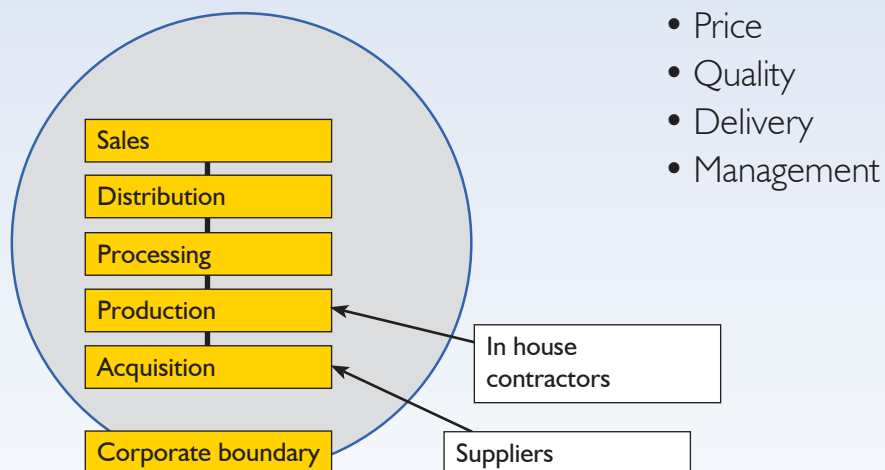 • Price
• Quality
• Delivery
• Management
Sales
Distribution
Processing
Production
Acquisition
In house
contractors
Corporate boundary
Suppliers